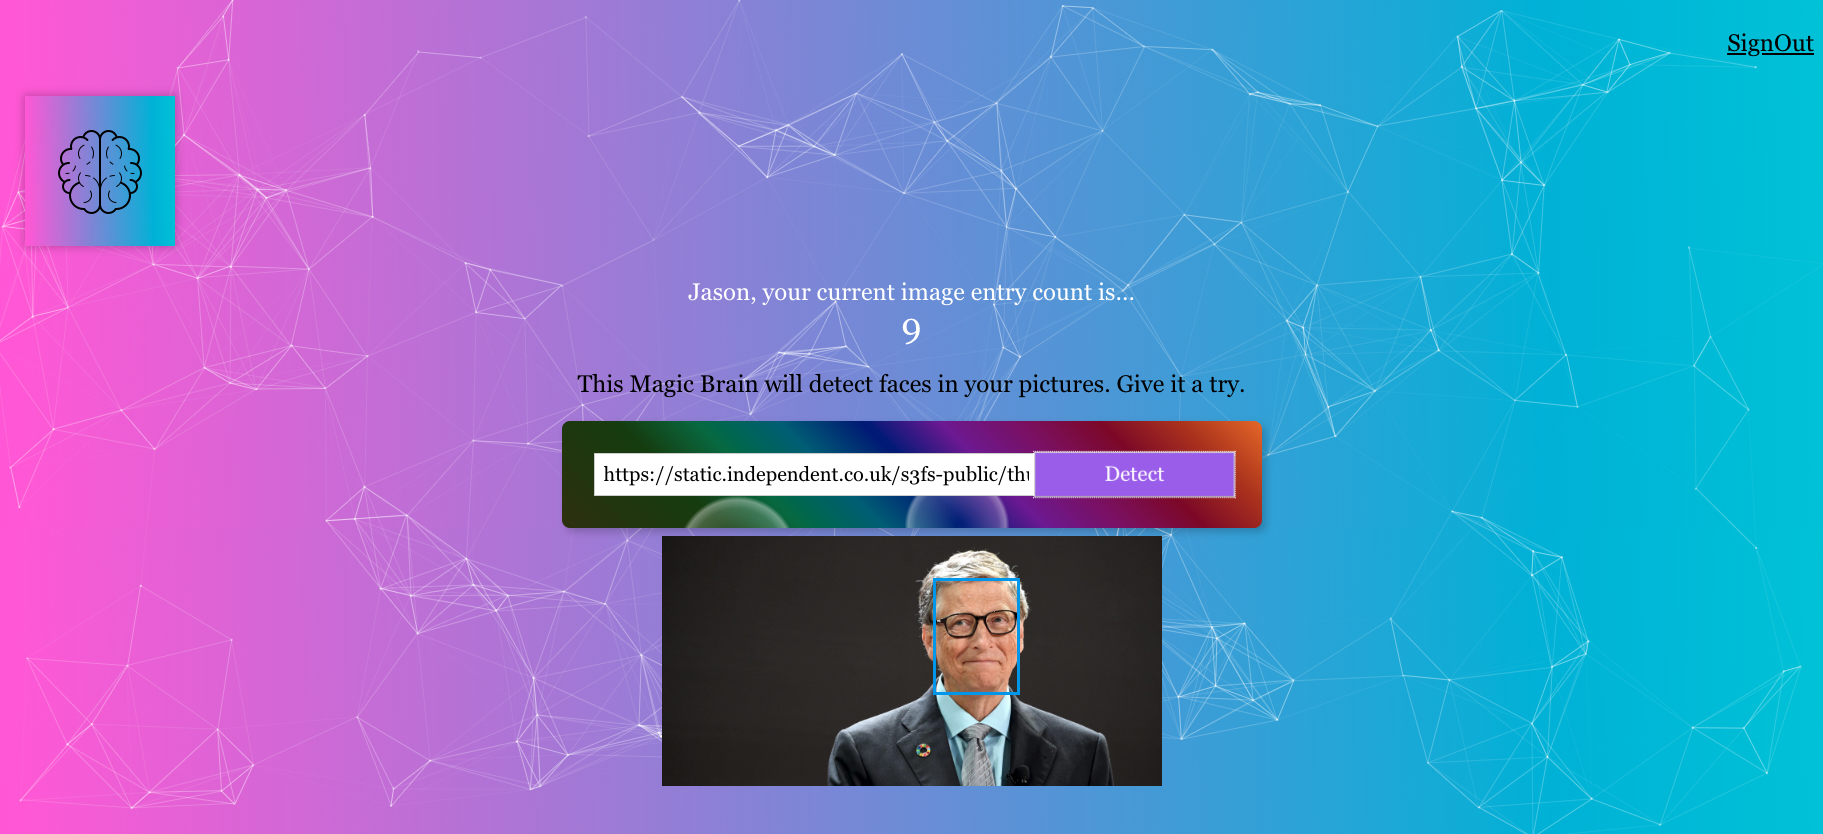 SignOut
Jason, your current image entry count is...
9
This Magic Brain will detect faces in your pictures. Give it a try.
https://static.independent.co.uk/s3fs-public/thu Detect